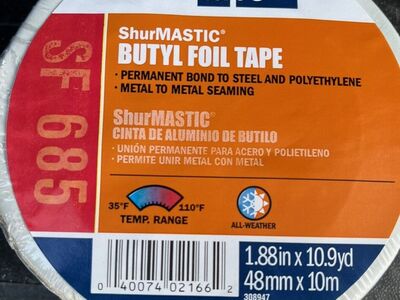 SF 685
ShurMASTIC®
BUTYL FOIL TAPE
· PERMANENT BOND TO STEEL AND POLYETHYLENE
· METAL TO METAL SEAMING
ShurMASTIC®
CINTA DE ALUMINIO DE BUTILO
· UNIÓN PERMANENTE PARA ACERO Y POLIETILENO
· PERMITE UNIR METAL CON METAL
35°F 110°F
TEMP. RANGE
ALL-WEATHER
1.88in x 10.9yd
48mm x 10m
308947
0 40074 02166 2